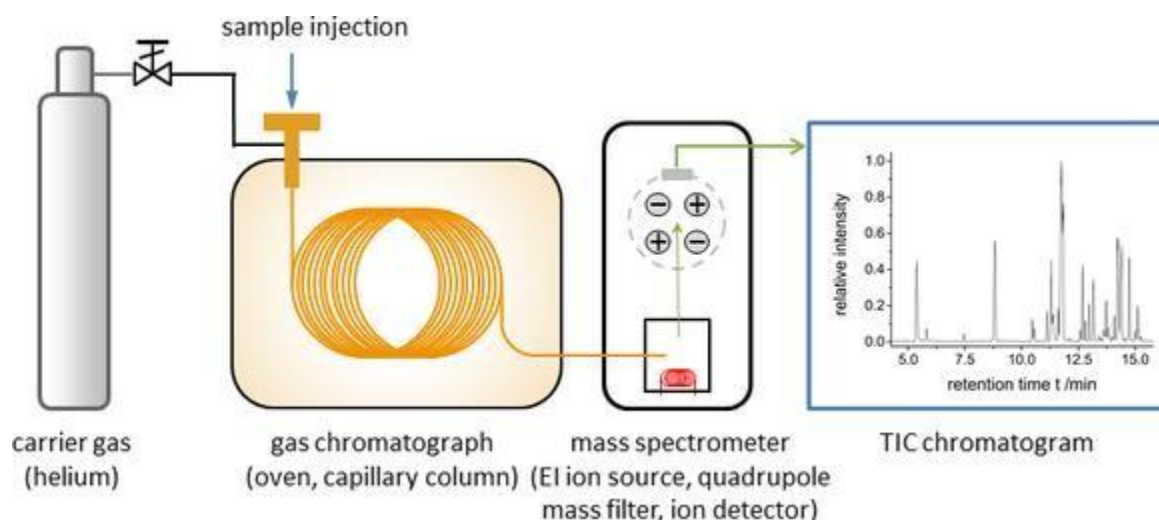 sample injection
relative intensity
1.0
0.8
0.6
0.4
0.2
0.0
5.0 7.5 10.0 12.5 15.0
retention time t /min
carrier gas
(helium)
gas chromatograph
(oven, capillary column)
mass spectrometer
(EI ion source, quadrupole
mass filter, ion detector)
TIC chromatogram